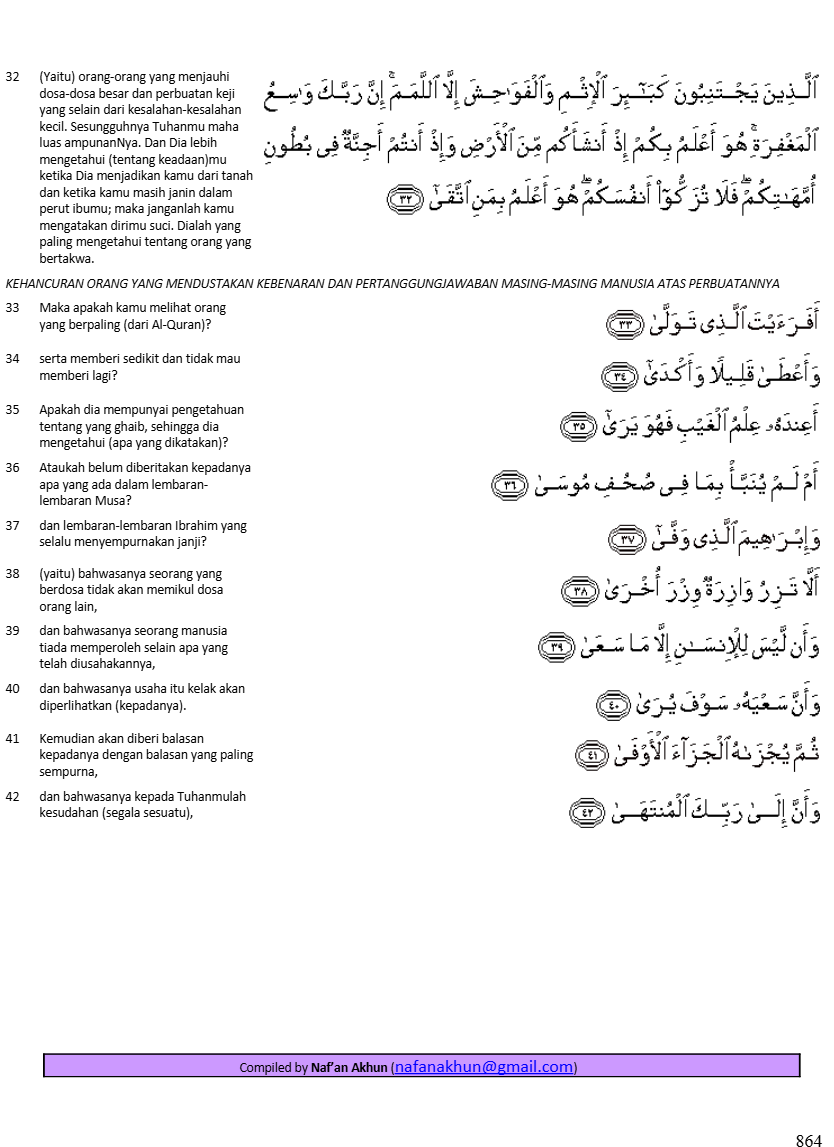 32 (Yaitu) orang-orang yang menjauhi
dosa-dosa besar dan perbuatan keji
yang selain dari kesalahan-kesalahan
kecil. Sesungguhnya Tuhanmu maha
luas ampunanNya. Dan Dia lebih
mengetahui (tentang keadaan)mu
ketika Dia menjadikan kamu dari tanah
dan ketika kamu masih janin dalam
perut ibumu; maka janganlah kamu
mengatakan dirimu suci. Dialah yang
paling mengetahui tentang orang yang
bertakwa.
ٱلَّذِينَ يَجْتَنِبُونَ كَبَـٰٓئِرَ ٱلْإِثْمِ وَٱلْفَوَٰحِشَ إِلَّا ٱللَّمَمَ ۚ إِنَّ رَبَّكَ وَٰسِعُ
ٱلْمَغْفِرَةِ ۚ هُوَ أَعْلَمُ بِكُمْ إِذْ أَنشَأَكُم مِّنَ ٱلْأَرْضِ وَإِذْ أَنتُمْ أَجِنَّةٌ فِى بُطُونِ
أُمَّهَـٰتِكُمْ ۖ فَلَا تُزَكُّوٓا۟ أَنفُسَكُمْ ۖ هُوَ أَعْلَمُ بِمَنِ ٱتَّقَىٰٓ ٣٢
KEHANCURAN ORANG YANG MENDUSTAKAN KEBENARAN DAN PERTANGGUNGJAWABAN MASING-MASING MANUSIA ATAS PERBUATANNYA
33 Maka apakah kamu melihat orang
yang berpaling (dari Al-Quran)?
أَفَرَءَيْتَ ٱلَّذِى تَوَلَّىٰ ٣٣
34 serta memberi sedikit dan tidak mau
memberi lagi?
وَأَعْطَىٰ قَلِيلًا وَأَكْدَىٰٓ ٣٤
35 Apakah dia mempunyai pengetahuan
tentang yang ghaib, sehingga dia
mengetahui (apa yang dikatakan)?
أَعِندَهُۥ عِلْمُ ٱلْغَيْبِ فَهُوَ يَرَىٰٓ ٣٥
36 Ataukah belum diberitakan kepadanya
apa yang ada dalam lembaran-
lembaran Musa?
أَمْ لَمْ يُنَبَّأْ بِمَا فِى صُحُفِ مُوسَىٰ ٣٦
37 dan lembaran-lembaran Ibrahim yang
selalu menyempurnakan janji?
وَإِبْرَٰهِيمَ ٱلَّذِى وَفَّىٰٓ ٣٧
38 (yaitu) bahwasanya seorang yang
berdosa tidak akan memikul dosa
orang lain,
أَلَّا تَزِرُ وَازِرَةٌ وِزْرَ أُخْرَىٰ ٣٨
39 dan bahwasanya seorang manusia
tiada memperoleh selain apa yang
telah diusahakannya,
وَأَن لَّيْسَ لِلْإِنسَـٰنِ إِلَّا مَا سَعَىٰ ٣٩
40 dan bahwasanya usaha itu kelak akan
diperlihatkan (kepadanya).
وَأَنَّ سَعْيَهُۥ سَوْفَ يُرَىٰ ٤٠
41 Kemudian akan diberi balasan
kepadanya dengan balasan yang paling
sempurna,
ثُمَّ يُجْزَىٰهُ ٱلْجَزَآءَ ٱلْأَوْفَىٰ ٤١
42 dan bahwasanya kepada Tuhanmulah
kesudahan (segala sesuatu),
وَأَنَّ إِلَىٰ رَبِّكَ ٱلْمُنتَهَىٰ ٤٢
Compiled by Naf’an Akhun (nafanakhun@gmail.com)
864